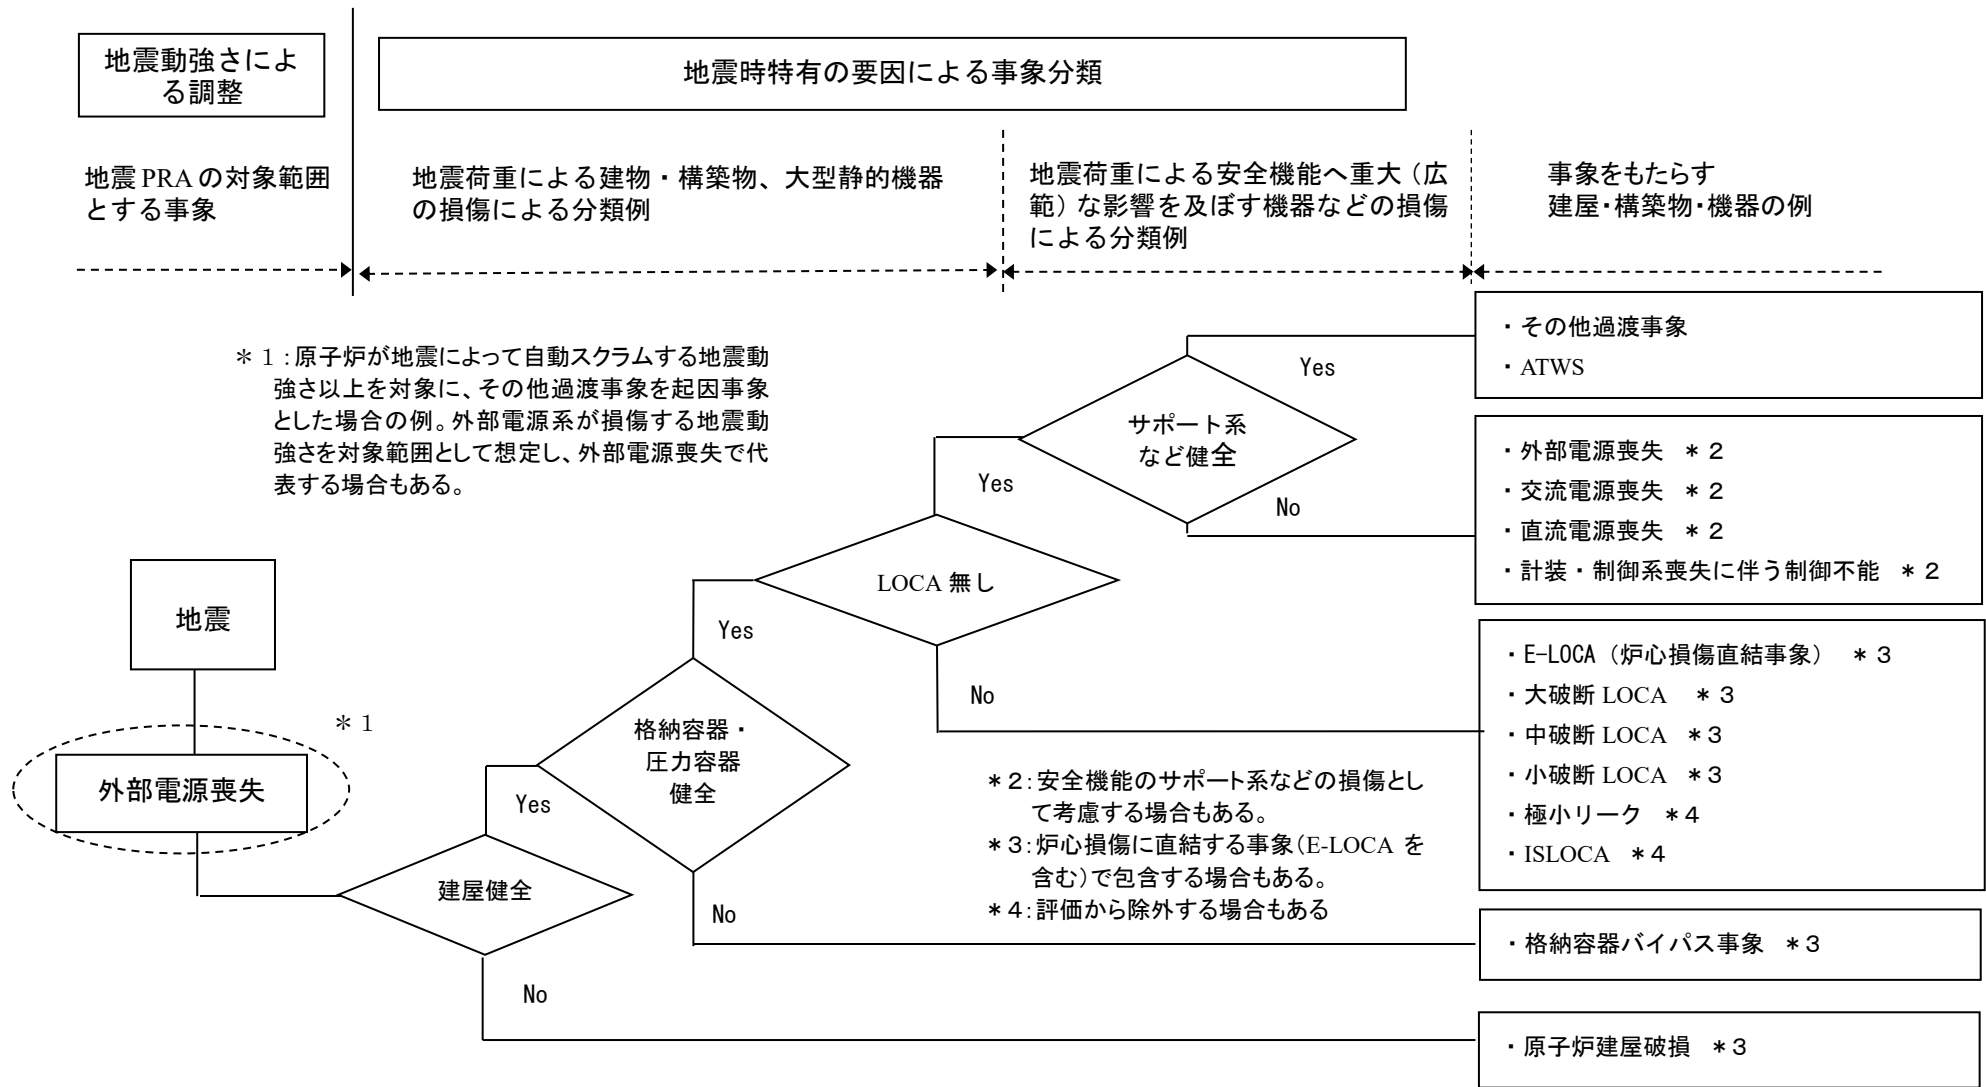 地震動強さによ
る調整
地震時特有の要因による事象分類
地震 PRA の対象範囲
とする事象
地震荷重による建物・構築物、大型静的機器
の損傷による分類例
地震荷重による安全機能へ重大（広
範）な影響を及ぼす機器などの損傷
による分類例
事象をもたらす
建屋・構築物・機器の例
＊１：原子炉が地震によって自動スクラムする地震動
強さ以上を対象に、その他過渡事象を起因事象
とした場合の例。外部電源系が損傷する地震動
強さを対象範囲として想定し、外部電源喪失で代
表する場合もある。
・その他過渡事象
・ATWS
Yes
サポート系
など健全
No
・外部電源喪失 ＊２
・交流電源喪失 ＊２
・直流電源喪失 ＊２
・計装・制御系喪失に伴う制御不能 ＊２
Yes
LOCA 無し
No
・E-LOCA（炉心損傷直結事象） ＊３
・大破断 LOCA ＊３
・中破断 LOCA ＊３
・小破断 LOCA ＊３
・極小リーク ＊４
・ISLOCA ＊４
地震
＊１
外部電源喪失
Yes
格納容器・
圧力容器
健全
No
＊２：安全機能のサポート系などの損傷とし
て考慮する場合もある。
＊３：炉心損傷に直結する事象（E-LOCA を
含む）で包含する場合もある。
＊４：評価から除外する場合もある
・格納容器バイパス事象 ＊３
Yes
建屋健全
No
・原子炉建屋破損 ＊３